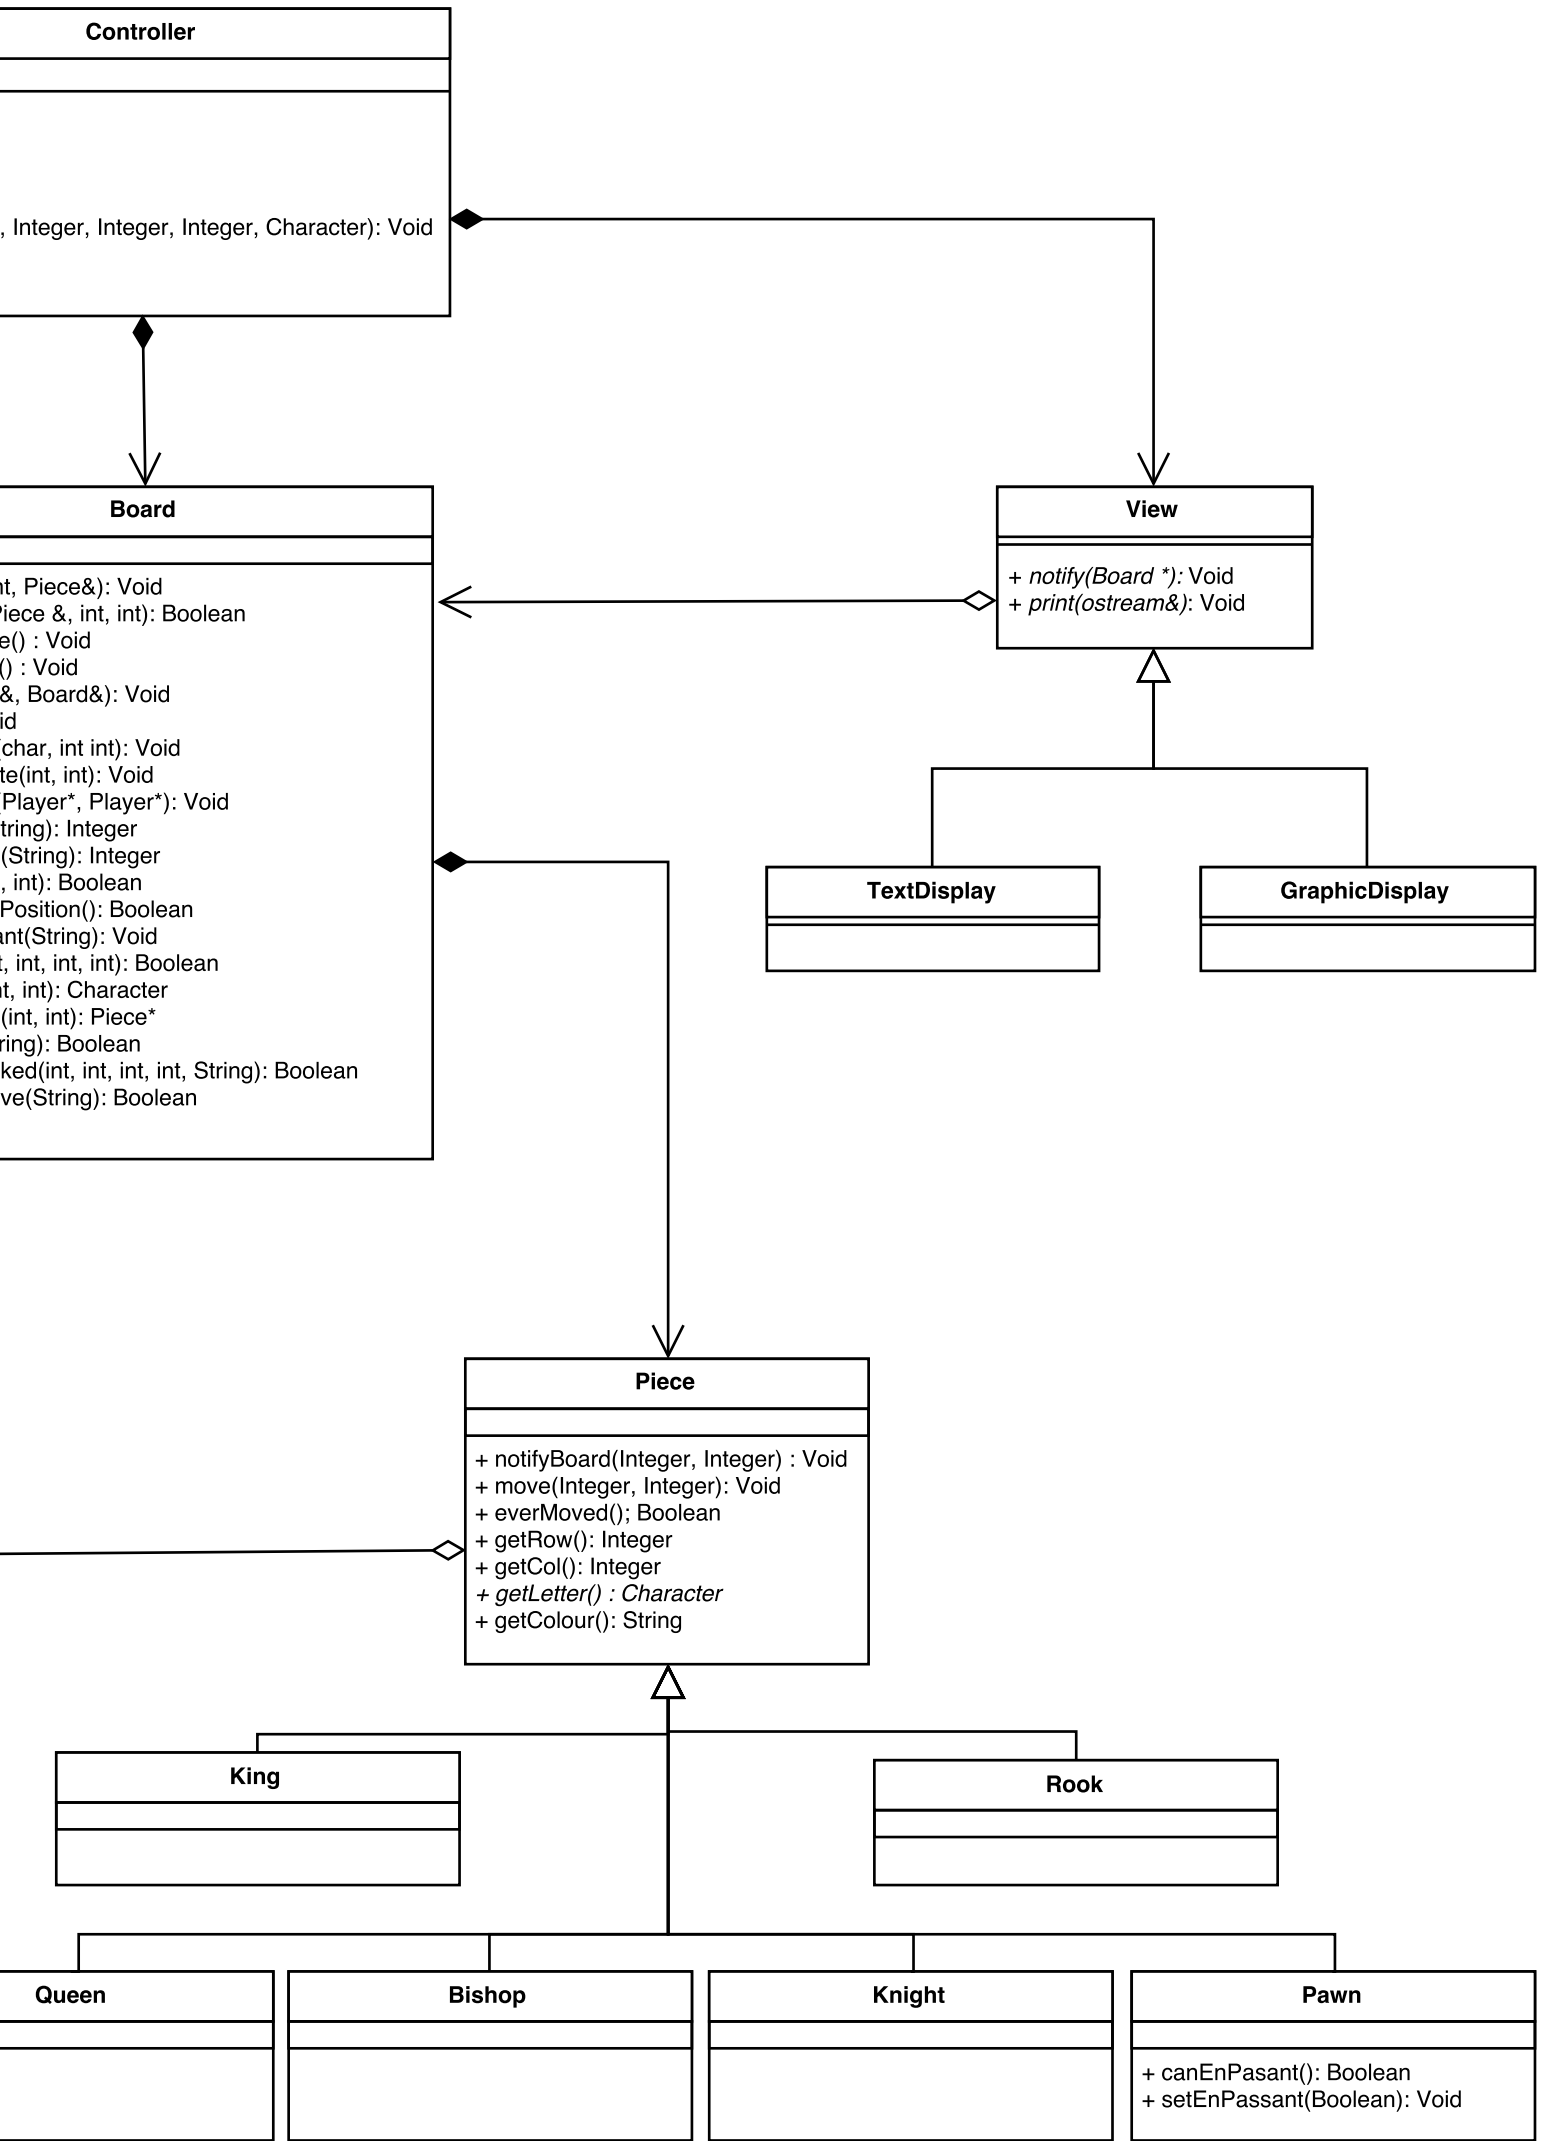 Controller
, Integer, Integer, Integer, Character): Void
Board
nt, Piece&): Void
Piece &, int, int): Boolean
e() : Void
() : Void
&, Board&): Void
id
(char, int int): Void
te(int, int): Void
(Player*, Player*): Void
tring): Integer
(String): Integer
, int): Boolean
Position(): Boolean
ant(String): Void
t, int, int, int): Boolean
nt, int): Character
(int, int): Piece*
ring): Boolean
ked(int, int, int, int, String): Boolean
ve(String): Boolean
View
+ notify(Board *): Void
+ print(ostream&): Void
TextDisplay
GraphicDisplay
Piece
+ notifyBoard(Integer, Integer) : Void
+ move(Integer, Integer): Void
+ everMoved(); Boolean
+ getRow(): Integer
+ getCol(): Integer
+ getLetter() : Character
+ getColour(): String
King
Rook
Queen
Bishop
Knight
Pawn
+ canEnPasant(): Boolean
+ setEnPassant(Boolean): Void